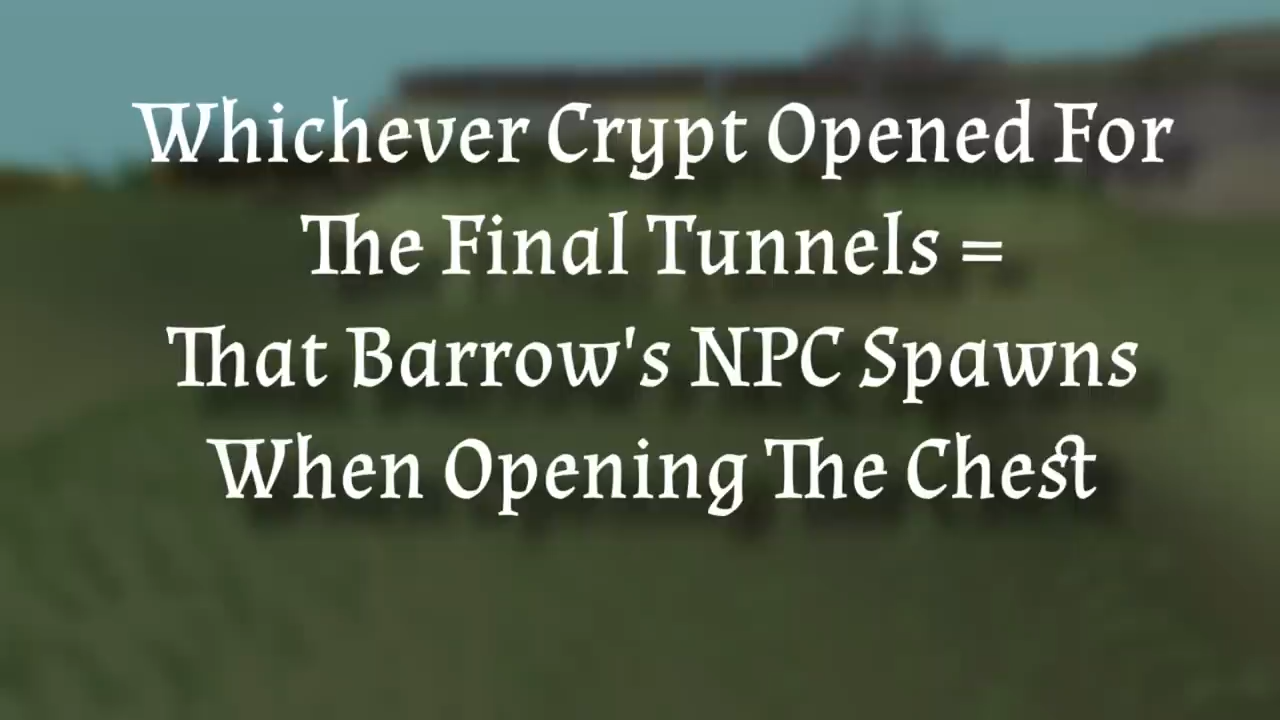 Whichever Crypt Opened For
The Final Tunnels =
That Barrow's NPC Spawns
When Opening The Chest